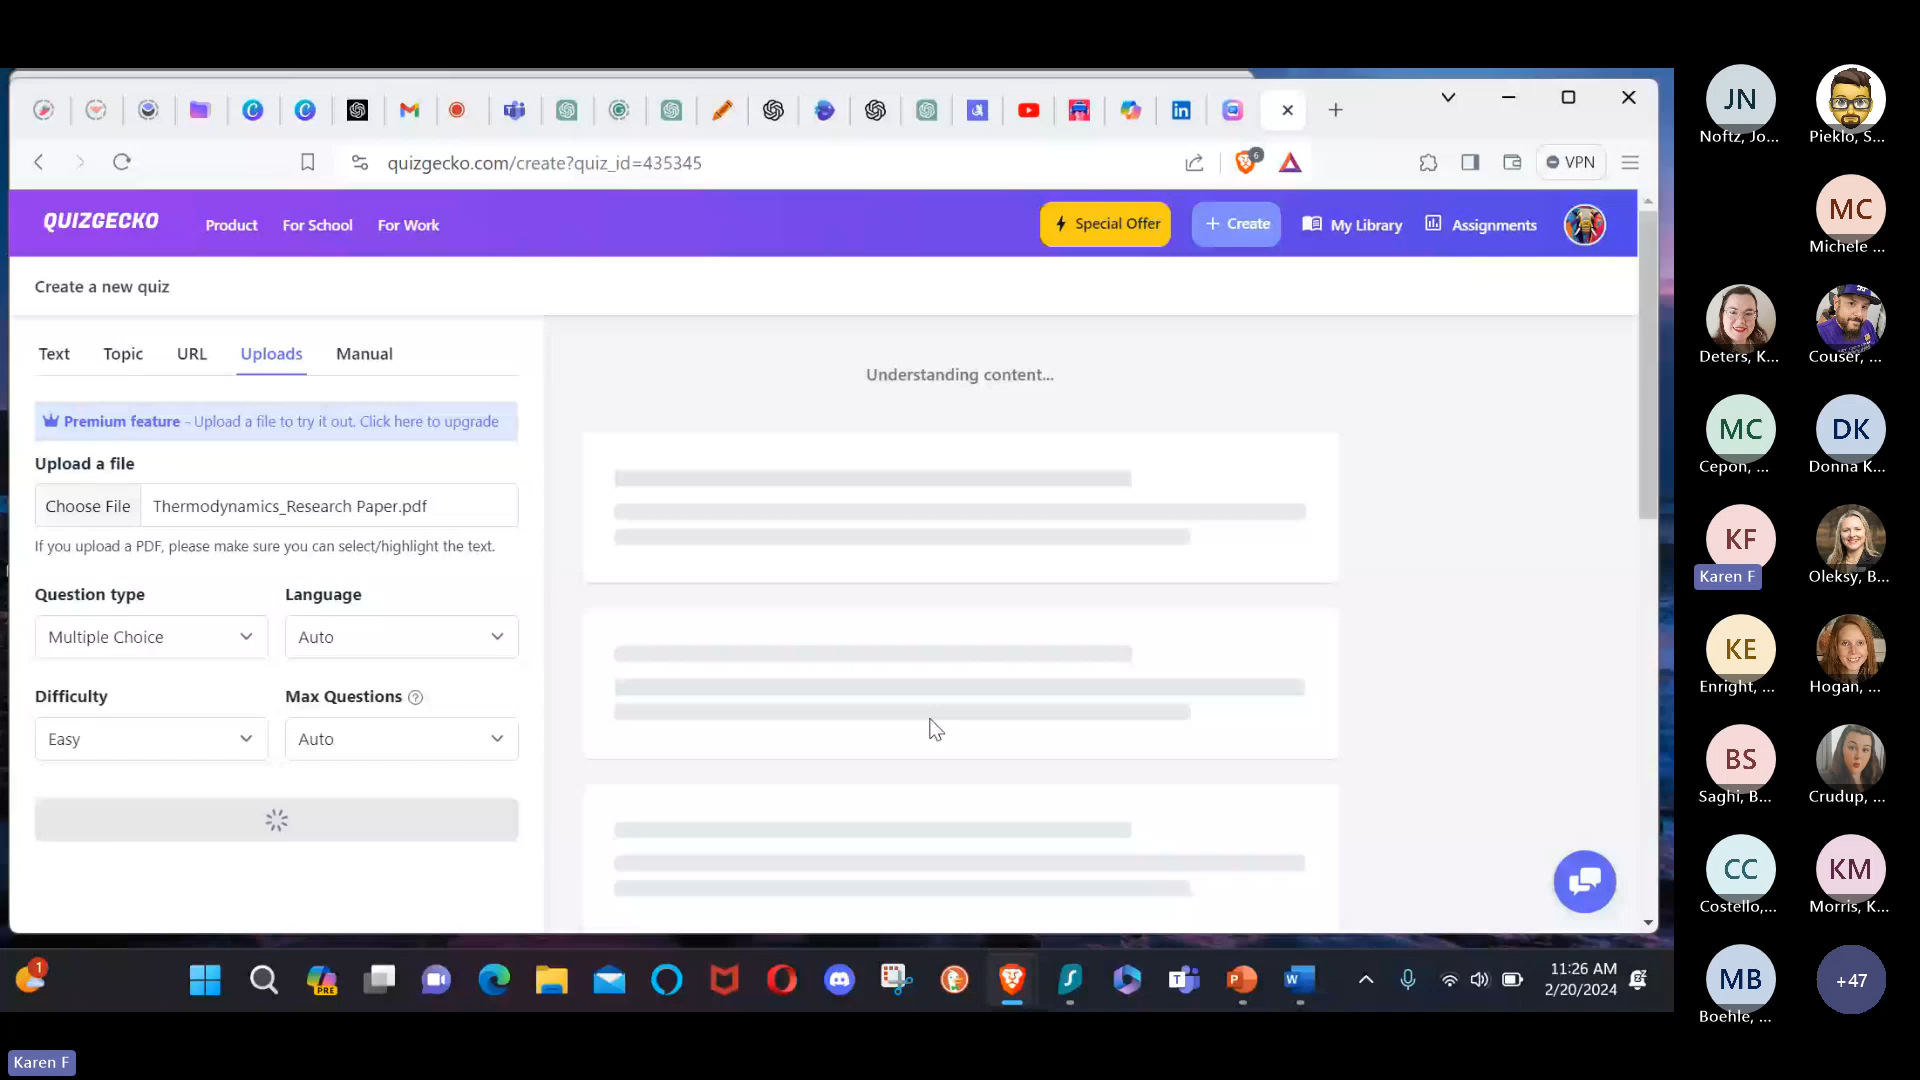 quizgecko.com/create?quiz_id=435345
6
VPN
QUIZGECKO
Product
For School
For Work
Special Offer
+ Create
My Library
Assignments
Create a new quiz
Text
Topic
URL
Uploads
Manual
Premium feature - Upload a file to try it out. Click here to upgrade
Upload a file
Choose File
Thermodynamics_Research Paper.pdf
If you upload a PDF, please make sure you can select/highlight the text.
Question type
Language
Multiple Choice
Auto
Difficulty
Max Questions ?
Easy
Auto
Understanding content...
1
PRE
11:26 AM
2/20/2024
Karen F
JN
Noftz, Jo...
Pieklo, S...
MC
Michele ...
Deters, K...
Couser, ...
MC
Cepon, ...
DK
Donna K...
KF
Karen F
Oleksy, B...
KE
Enright, ...
Hogan, ...
BS
Saghi, B...
Crudup, ...
CC
Costello,...
KM
Morris, K...
MB
Boehle, ...
+47